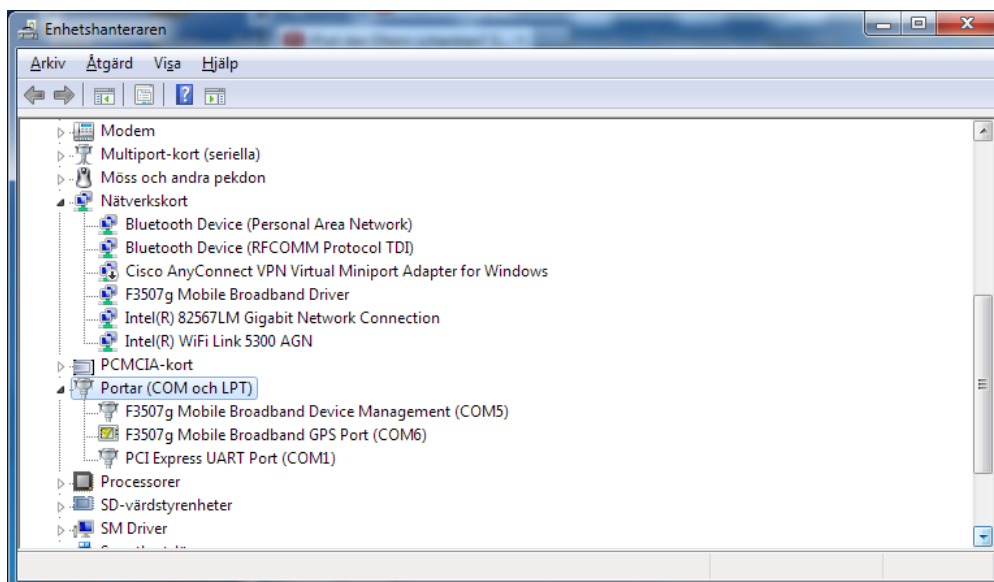 Enhetshanteraren
Arkiv Åtgärd Visa Hjälp
Modem
Multiport-kort (seriella)
Möss och andra pekdon
Nätverkskort
Bluetooth Device (Personal Area Network)
Bluetooth Device (RFCOMM Protocol TDI)
Cisco AnyConnect VPN Virtual Miniport Adapter for Windows
F3507g Mobile Broadband Driver
Intel(R) 82567LM Gigabit Network Connection
Intel(R) WiFi Link 5300 AGN
PCMCIA-kort
Portar (COM och LPT)
F3507g Mobile Broadband Device Management (COM5)
F3507g Mobile Broadband GPS Port (COM6)
PCI Express UART Port (COM1)
Processorer
SD-värdstyrenheter
SM Driver